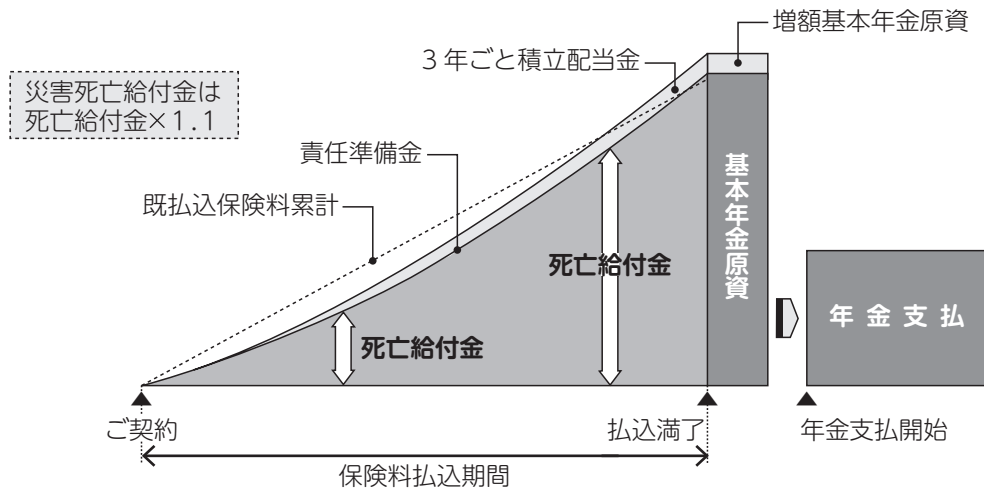 増額基本年金原資
3年ごと積立配当金
災害死亡給付金は
死亡給付金×1.1
責任準備金
既払込保険料累計
基本年金原資
死亡給付金
死亡給付金
年金支払
ご契約
払込満了
年金支払開始
保険料払込期間